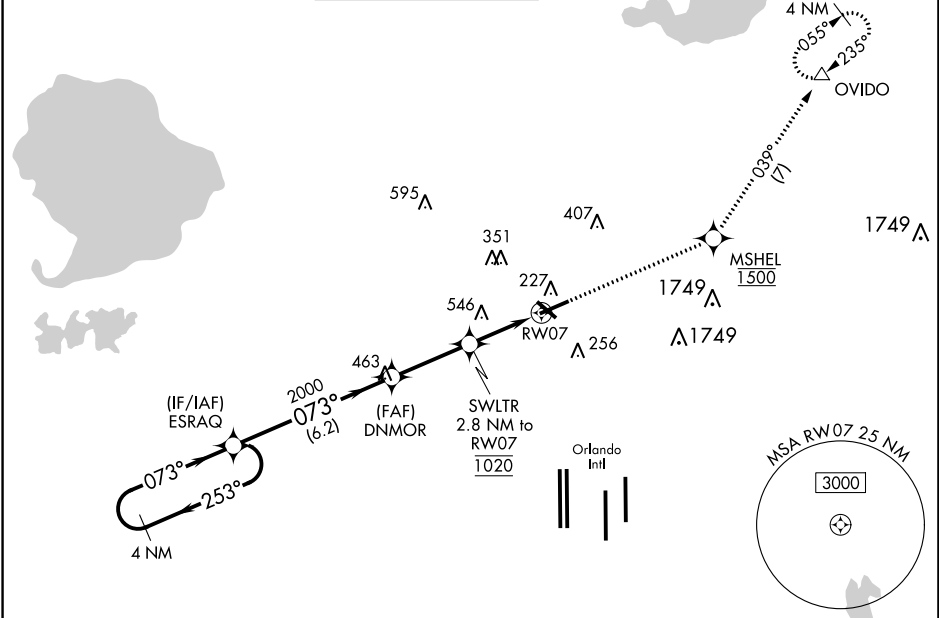 4 NM
055°
235°
OVIDO
039°
(7)
595
407
1749
351
MSHEL
1500
227
1749
546
RW07
256
1749
463
2000
073°
(6.2)
(IF/IAF)
ESRAQ
(FAF)
DNMOR
SWLTR
2.8 NM to
RW07
1020
073°
253°
4 NM
Orlando
Intl
MSA RW07 25 NM
3000